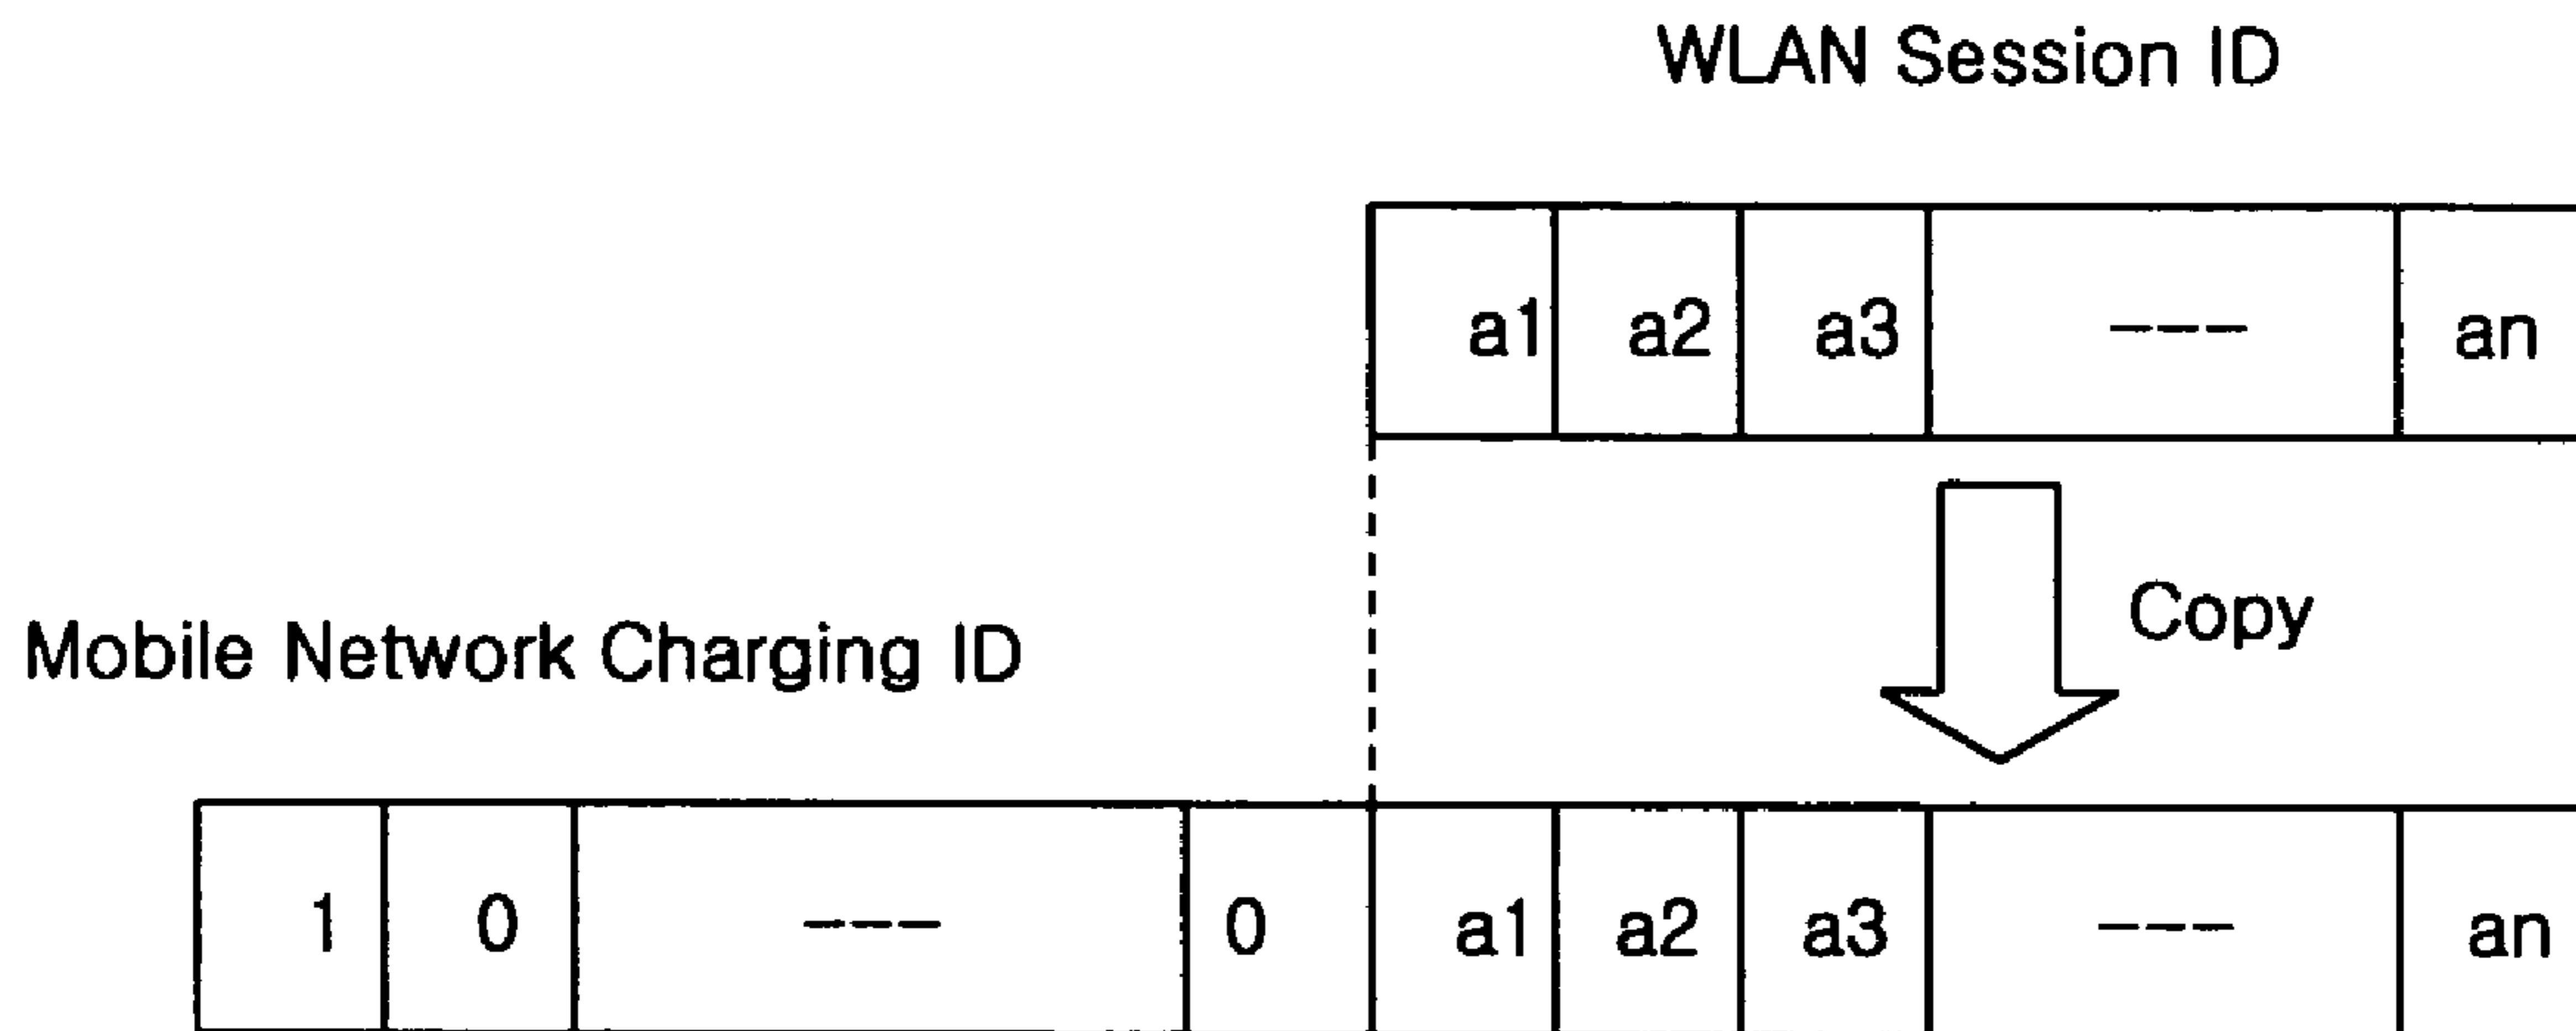 WLAN Session ID
a1 a2 a3 --- an
Copy
Mobile Network Charging ID
1 0 --- 0 a1 a2 a3 --- an